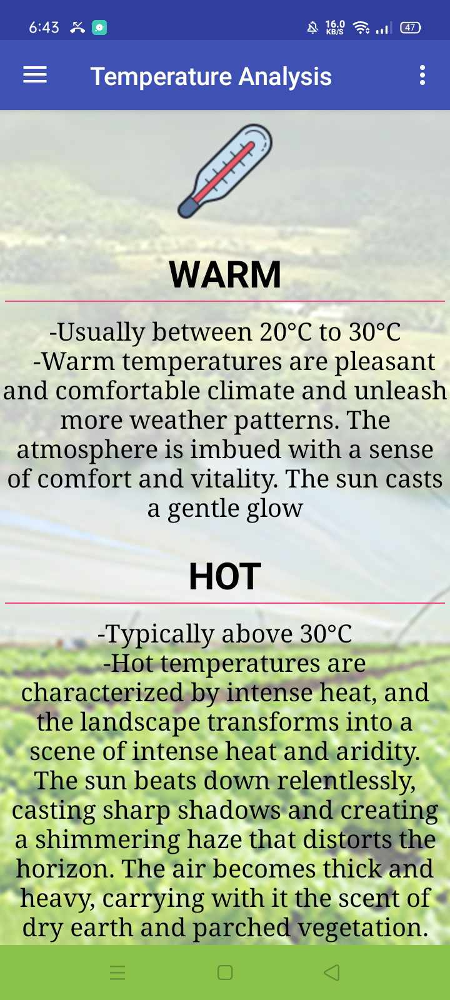 6:43
16.0
KB/S
47
Temperature Analysis
WARM
-Usually between 20°C to 30°C
-Warm temperatures are pleasant
and comfortable climate and unleash
more weather patterns. The
atmosphere is imbued with a sense
of comfort and vitality. The sun casts
a gentle glow
HOT
-Typically above 30°C
-Hot temperatures are
characterized by intense heat, and
the landscape transforms into a
scene of intense heat and aridity.
The sun beats down relentlessly,
casting sharp shadows and creating
a shimmering haze that distorts the
horizon. The air becomes thick and
heavy, carrying with it the scent of
dry earth and parched vegetation.